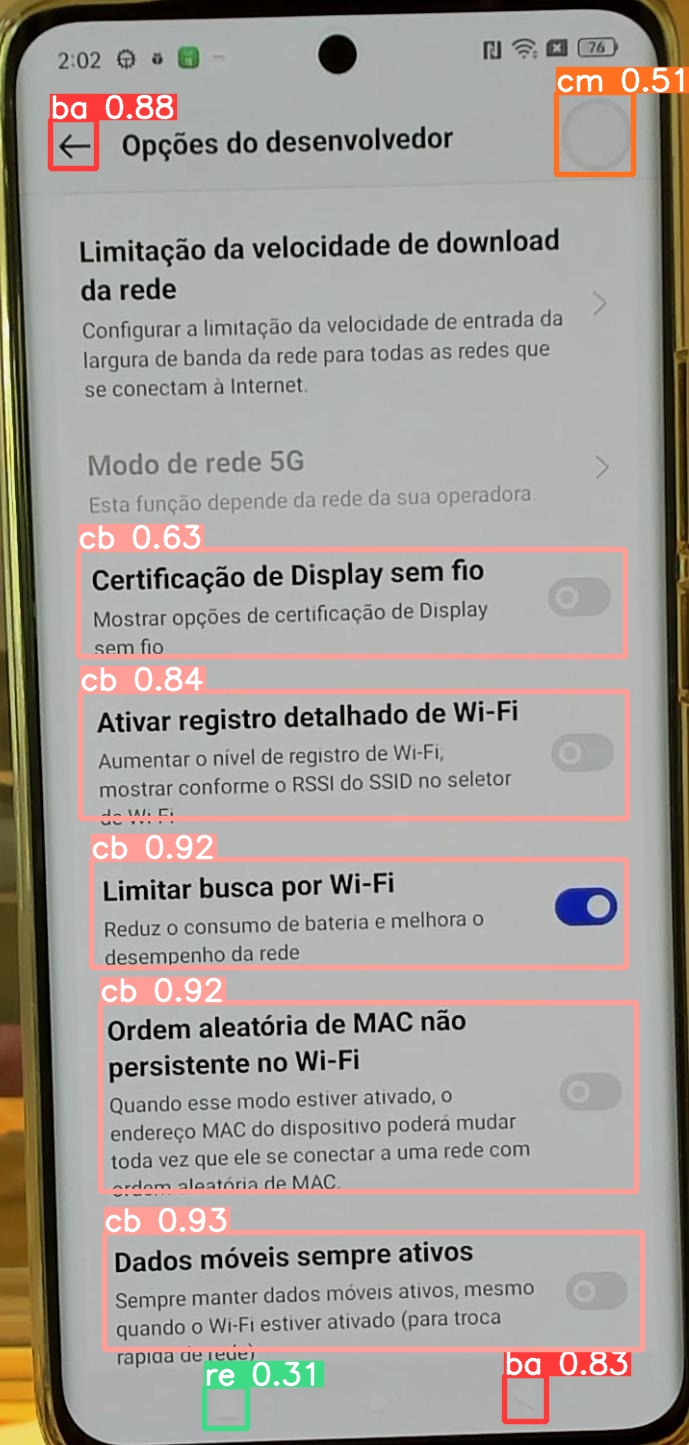 2:02
76
cm 0.51
ba 0.88
Opções do desenvolvedor
Limitação da velocidade de download
da rede
Configurar a limitação da velocidade de entrada da
largura de banda da rede para todas as redes que
se conectam à Internet.
Modo de rede 5G
Esta função depende da rede da sua operadora.
cb 0.63
Certificação de Display sem fio
Mostrar opções de certificação de Display
sem fio
cb 0.84
Ativar registro detalhado de Wi-Fi
Aumentar o nível de registro de Wi-Fi,
mostrar conforme o RSSI do SSID no seletor
de Wi-Fi
cb 0.92
Limitar busca por Wi-Fi
Reduz o consumo de bateria e melhora o
desempenho da rede
cb 0.92
Ordem aleatória de MAC não
persistente no Wi-Fi
Quando esse modo estiver ativado, o
endereço MAC do dispositivo poderá mudar
toda vez que ele se conectar a uma rede com
ordem aleatória de MAC.
cb 0.93
Dados móveis sempre ativos
Sempre manter dados móveis ativos, mesmo
quando o Wi-Fi estiver ativado (para troca
rápida de rede)
re 0.31
ba 0.83